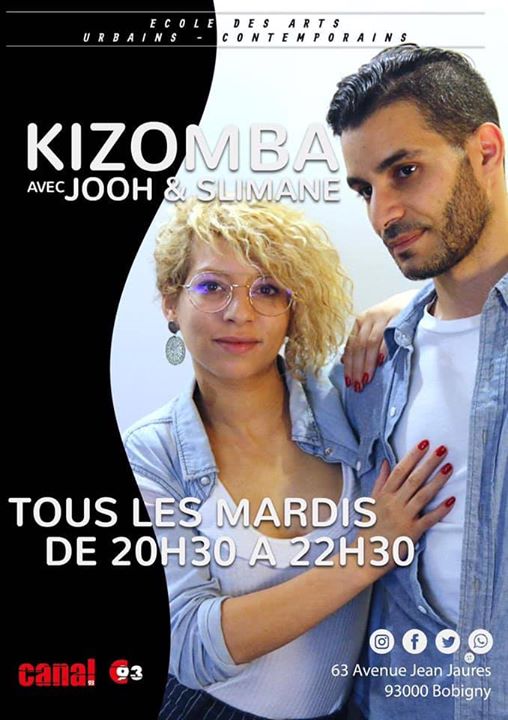 ECOLE DES ARTS
URBAINS - CONTEMPORAINS
KIZOMBA
AVEC JOOH & SLIMANE
TOUS LES MARDIS
DE 20H30 A 22H30
63 Avenue Jean Jaures
93000 Bobigny
canal 93
C93